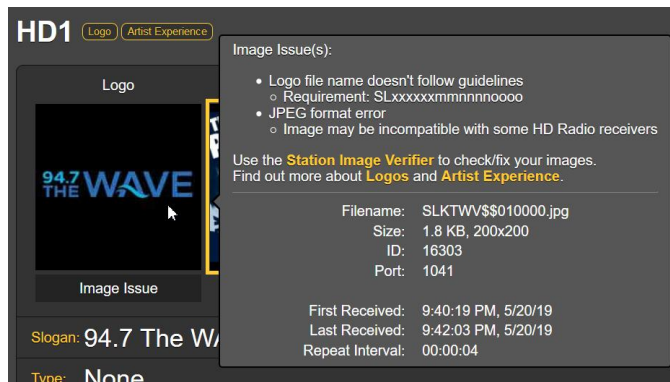 HD1 Logo Artist Experience
Image Issue(s):
• Logo file name doesn't follow guidelines
○ Requirement: SLxxxxxxmmnnnnoooo
• JPEG format error
○ Image may be incompatible with some HD Radio receivers
Use the Station Image Verifier to check/fix your images.
Find out more about Logos and Artist Experience.
Filename: SLKTWV$$010000.jpg
Size: 1.8 KB, 200x200
ID: 16303
Port: 1041
First Received: 9:40:19 PM, 5/20/19
Last Received: 9:42:03 PM, 5/20/19
Repeat Interval: 00:00:04
Logo
94.7
THE WAVE
Image Issue
Slogan: 94.7 The
Type: None